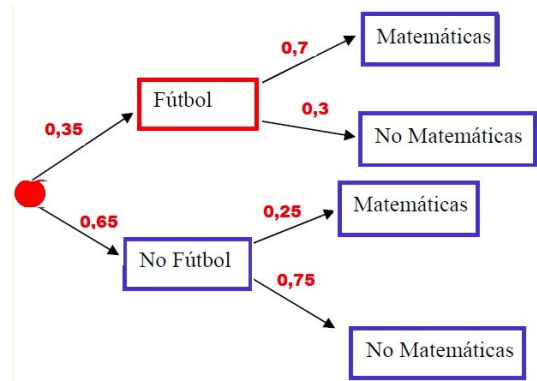 Matemáticas
0,7
Fútbol
0,3
0,35
No Matemáticas
Matemáticas
0,25
0,65
No Fútbol
0,75
No Matemáticas